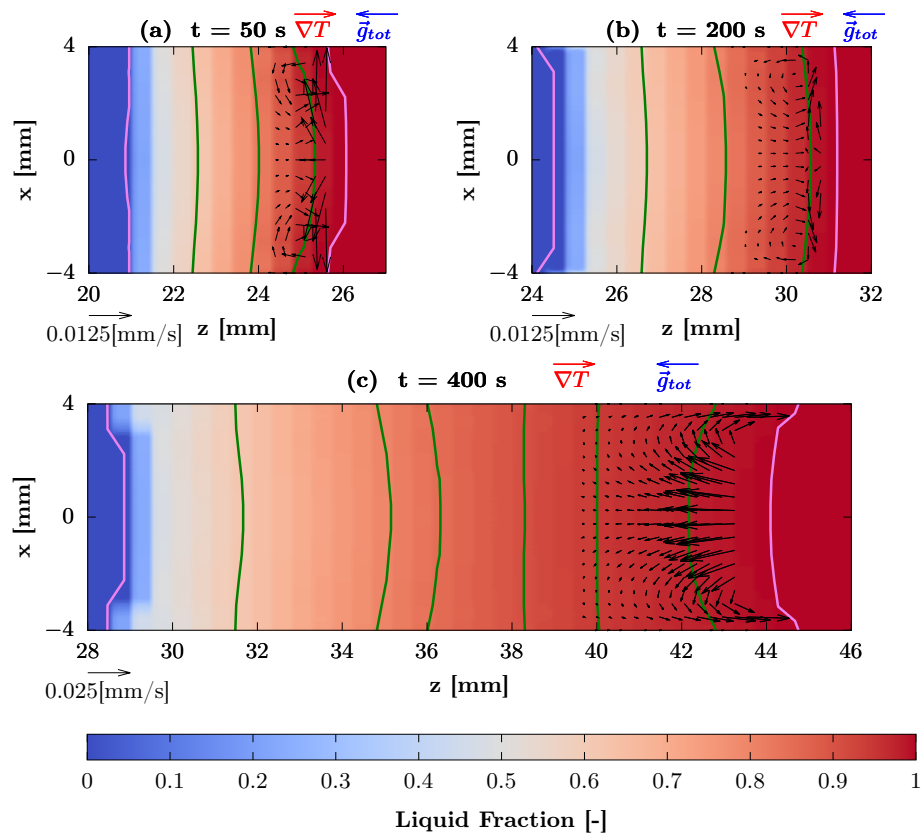 (a) t = 50 s ∇T g⃗tot
(b) t = 200 s ∇T g⃗tot
4
0
−4
x [mm]
20 22 24 26
z [mm]
0.0125[mm/s]
4
0
−4
x [mm]
24 26 28 30 32
z [mm]
0.0125[mm/s]
(c) t = 400 s ∇T g⃗tot
4
0
−4
x [mm]
28 30 32 34 36 38 40 42 44 46
z [mm]
0.025[mm/s]
0 0.1 0.2 0.3 0.4 0.5 0.6 0.7 0.8 0.9 1
Liquid Fraction [-]